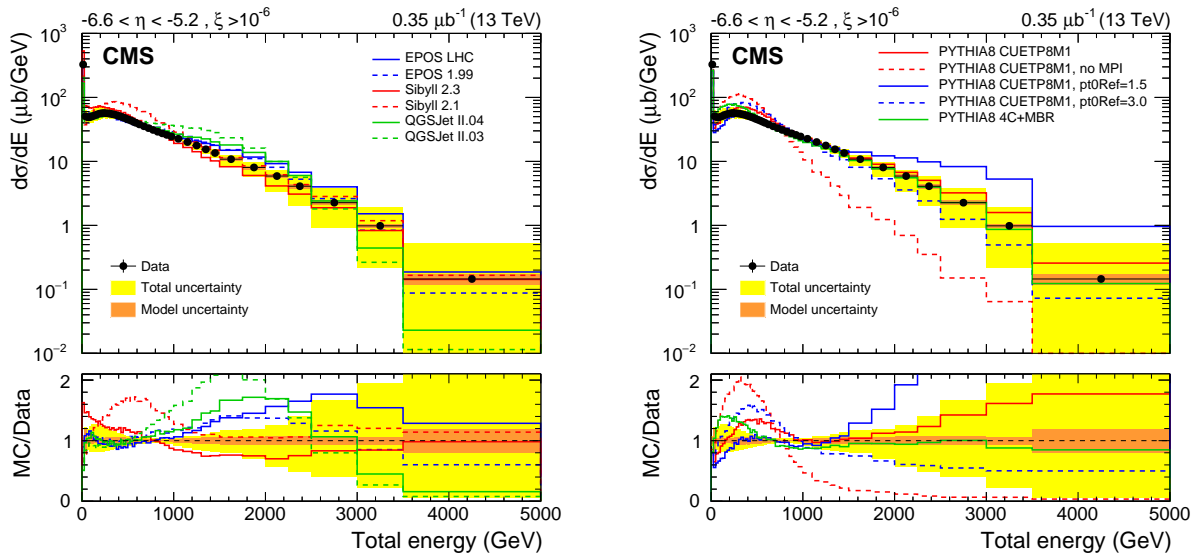 -6.6 < η < -5.2 , ξ >10⁻⁶ 0.35 μb⁻¹ (13 TeV)
CMS
EPOS LHC
EPOS 1.99
Sibyll 2.3
Sibyll 2.1
QGSJet II.04
QGSJet II.03
Data
Total uncertainty
Model uncertainty
dσ/dE (μb/GeV)
10³
10²
10
1
10⁻¹
10⁻²
MC/Data
2
1
0
0 1000 2000 3000 4000 5000
Total energy (GeV)
-6.6 < η < -5.2 , ξ >10⁻⁶ 0.35 μb⁻¹ (13 TeV)
CMS
PYTHIA8 CUETP8M1
PYTHIA8 CUETP8M1, no MPI
PYTHIA8 CUETP8M1, pt0Ref=1.5
PYTHIA8 CUETP8M1, pt0Ref=3.0
PYTHIA8 4C+MBR
Data
Total uncertainty
Model uncertainty
dσ/dE (μb/GeV)
10³
10²
10
1
10⁻¹
10⁻²
MC/Data
2
1
0
0 1000 2000 3000 4000 5000
Total energy (GeV)